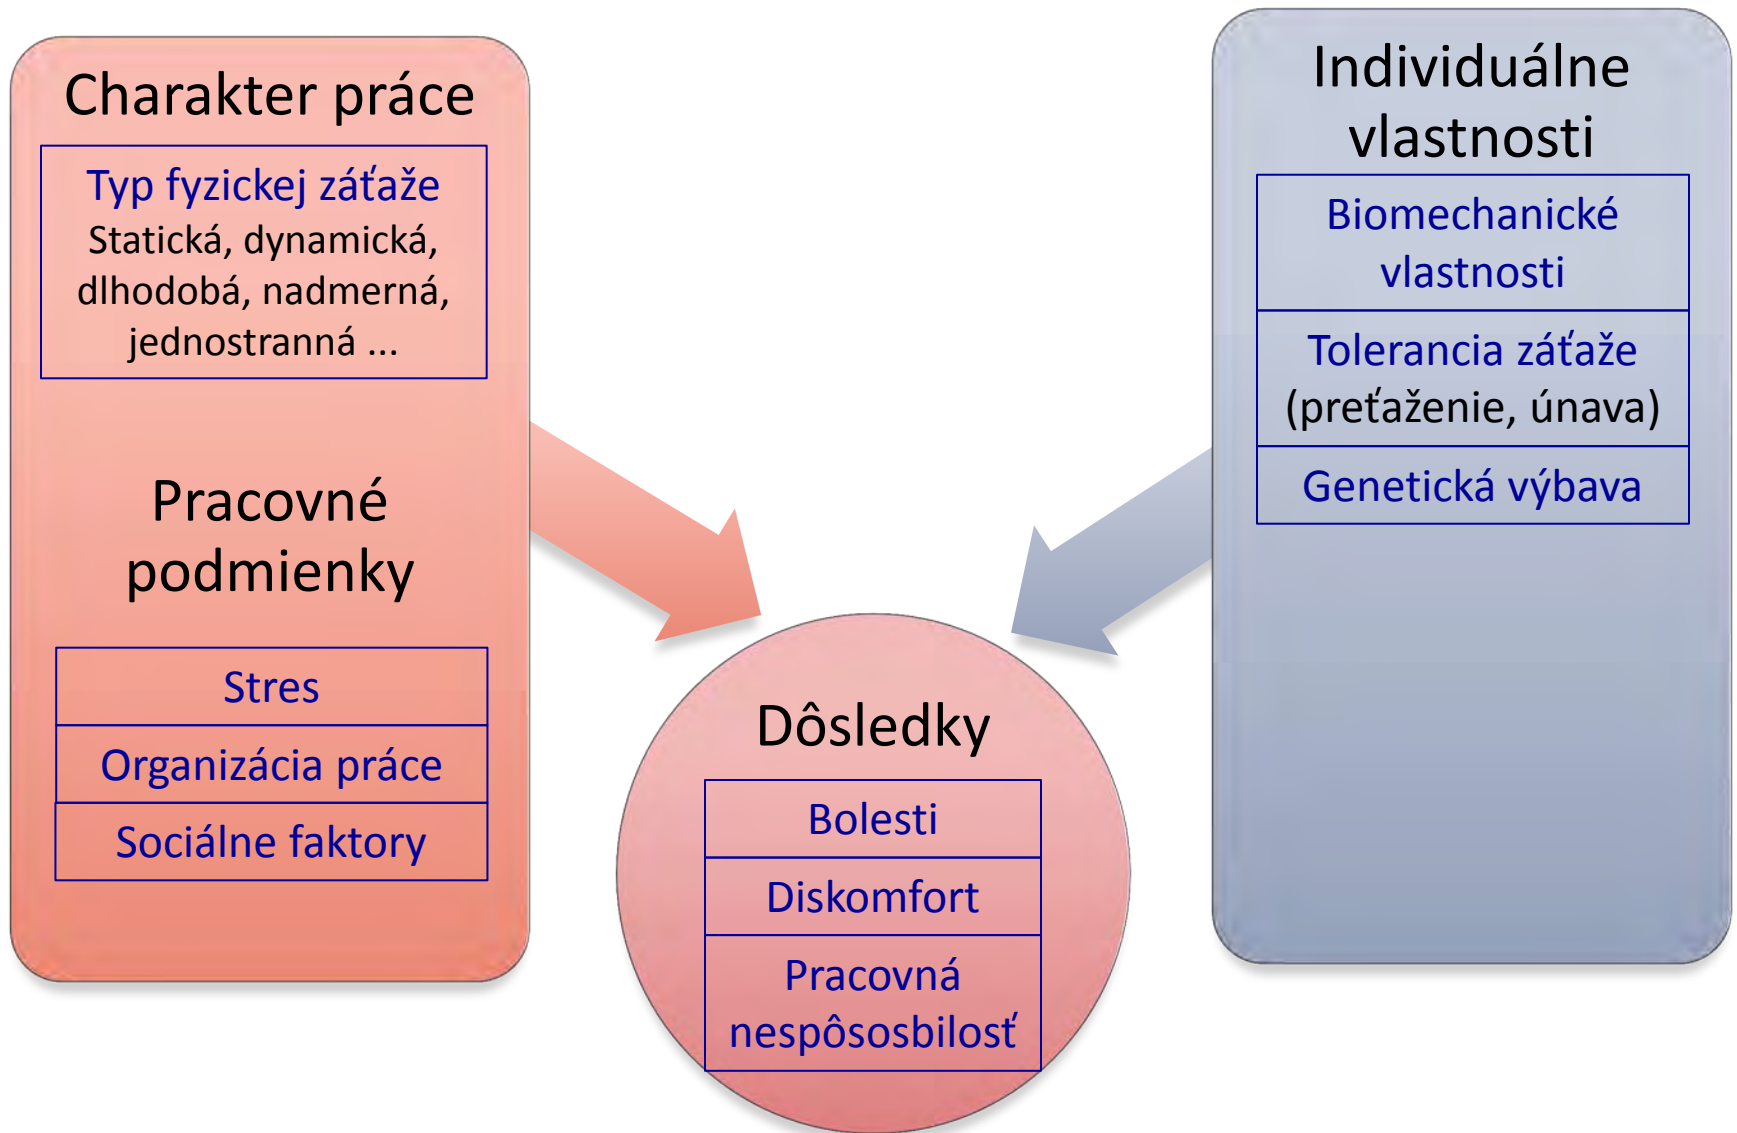 Charakter práce
Typ fyzickej záťaže
Statická, dynamická,
dlhodobá, nadmerná,
jednostranná ...
Pracovné
podmienky
Stres
Organizácia práce
Sociálne faktory
Individuálne
vlastnosti
Biomechanické
vlastnosti
Tolerancia záťaže
(preťaženie, únava)
Genetická výbava
Dôsledky
Bolesti
Diskomfort
Pracovná
nespôsosbilosť